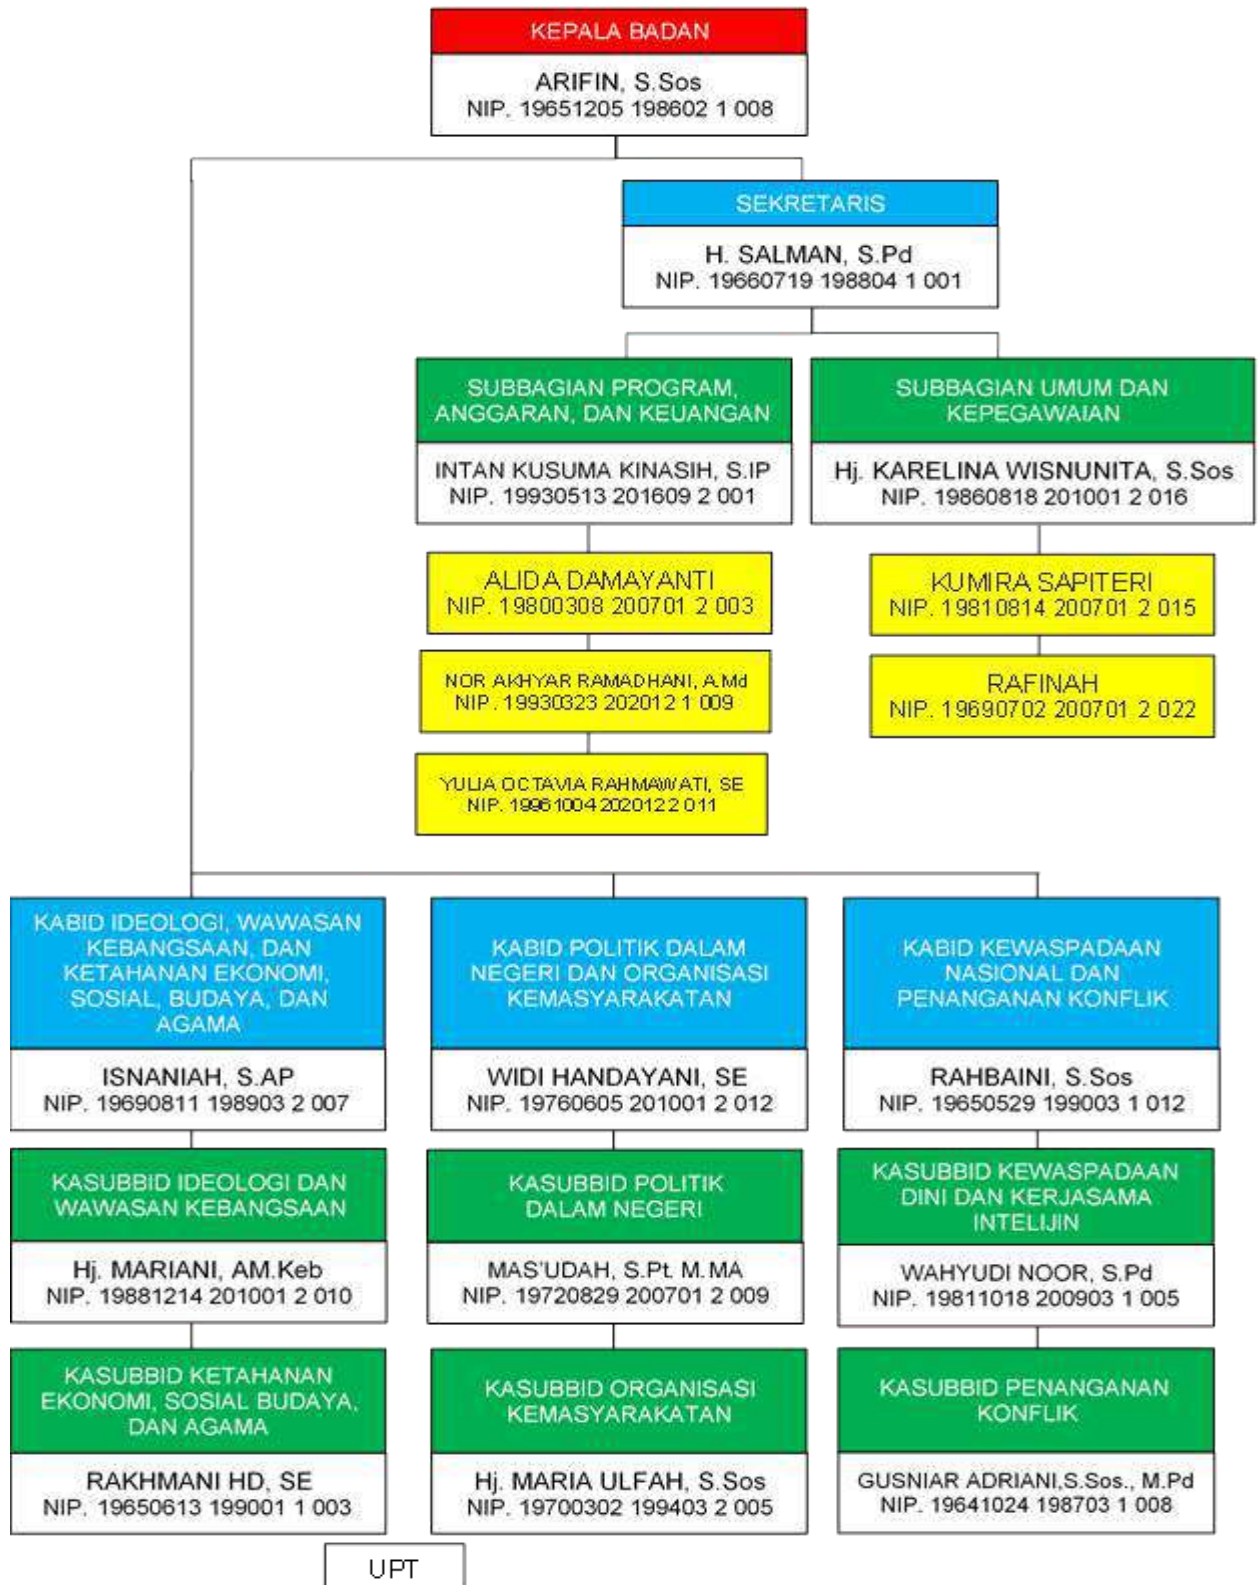 KEPALA BADAN
ARIFIN, S.Sos
NIP. 19651205 198602 1 008
SEKRETARIS
H. SALMAN, S.Pd
NIP. 19660719 198804 1 001
SUBBAGIAN PROGRAM,
ANGGARAN, DAN KEUANGAN
INTAN KUSUMA KINASIH, S.IP
NIP. 19930513 201609 2 001
SUBBAGIAN UMUM DAN
KEPEGAWAIAN
Hj. KARELINA WISNUNITA, S.Sos
NIP. 19860818 201001 2 016
ALIDA DAMAYANTI
NIP. 19800308 200701 2 003
KUMIRA SAPITERI
NIP. 19810814 200701 2 015
NOR AKHYAR RAMADHANI, A.Md
NIP. 19930323 202012 1 009
RAFINAH
NIP. 19690702 200701 2 022
YULIA OCTAVIA RAHMAWATI, SE
NIP. 19961004 202012 2 011
KABID IDEOLOGI, WAWASAN
KEBANGSAAN, DAN
KETAHANAN EKONOMI,
SOSIAL, BUDAYA, DAN
AGAMA
ISNANIAH, S.AP
NIP. 19690811 198903 2 007
KABID POLITIK DALAM
NEGERI DAN ORGANISASI
KEMASYARAKATAN
WIDI HANDAYANI, SE
NIP. 19760605 201001 2 012
KABID KEWASPADAAN
NASIONAL DAN
PENANGANAN KONFLIK
RAHBAINI, S.Sos
NIP. 19650529 199003 1 012
KASUBBID IDEOLOGI DAN
WAWASAN KEBANGSAAN
Hj. MARIANI, AM.Keb
NIP. 19881214 201001 2 010
KASUBBID POLITIK
DALAM NEGERI
MAS'UDAH, S.Pt. M.MA
NIP. 19720829 200701 2 009
KASUBBID KEWASPADAAN
DINI DAN KERJASAMA
INTELIJIN
WAHYUDI NOOR, S.Pd
NIP. 19811018 200903 1 005
KASUBBID KETAHANAN
EKONOMI, SOSIAL BUDAYA,
DAN AGAMA
RAKHMANI HD, SE
NIP. 19650613 199001 1 003
KASUBBID ORGANISASI
KEMASYARAKATAN
Hj. MARIA ULFAH, S.Sos
NIP. 19700302 199403 2 005
KASUBBID PENANGANAN
KONFLIK
GUSNIAR ADRIANI,S.Sos., M.Pd
NIP. 19641024 198703 1 008
UPT